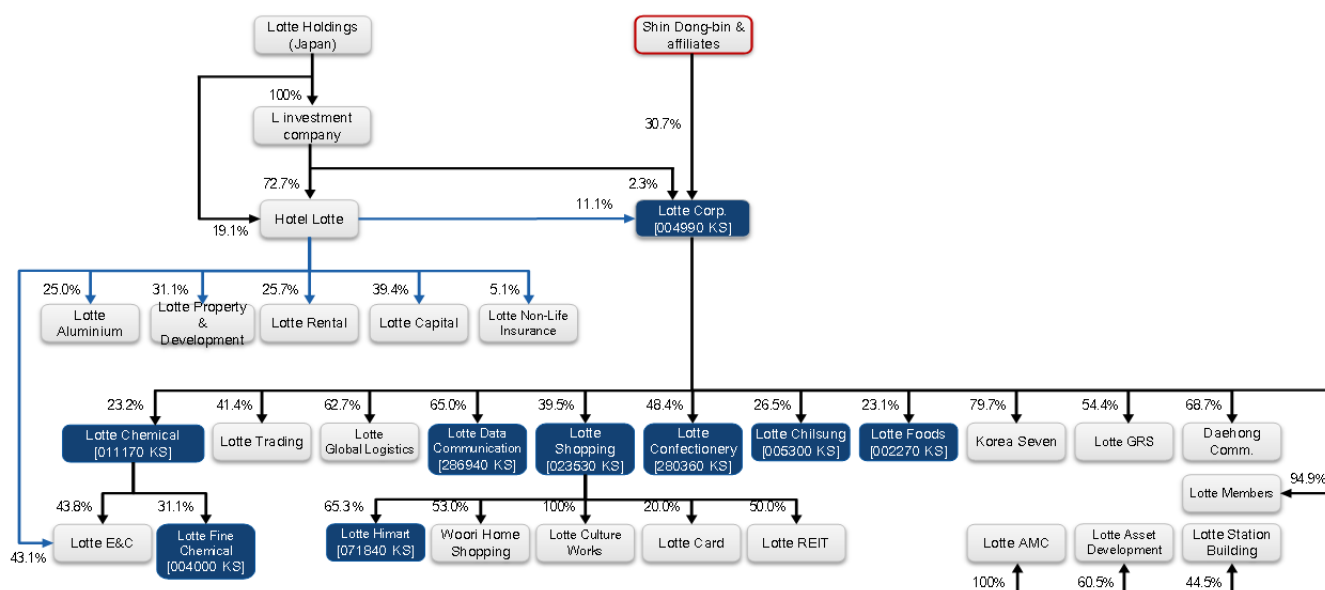 Lotte Holdings
(Japan)
Shin Dong-bin &
affiliates
100%
L investment
company
30.7%
72.7%
2.3%
Hotel Lotte
19.1%
11.1%
Lotte Corp.
[004990 KS]
25.0%
31.1%
25.7%
39.4%
5.1%
Lotte
Aluminium
Lotte Property
&
Development
Lotte Rental
Lotte Capital
Lotte Non-Life
Insurance
23.2%
41.4%
62.7%
65.0%
39.5%
48.4%
26.5%
23.1%
79.7%
54.4%
68.7%
Lotte Chemical
[011170 KS]
Lotte Trading
Lotte
Global Logistics
Lotte Data
Communication
[286940 KS]
Lotte
Shopping
[023530 KS]
Lotte
Confectionery
[280360 KS]
Lotte Chilsung
[005300 KS]
Lotte Foods
[002270 KS]
Korea Seven
Lotte GRS
Daehong
Comm.
Lotte Members
94.9%
43.8%
31.1%
65.3%
53.0%
100%
20.0%
50.0%
Lotte E&C
43.1%
Lotte Fine
Chemical
[004000 KS]
Lotte Himart
[071840 KS]
Woori Home
Shopping
Lotte Culture
Works
Lotte Card
Lotte REIT
Lotte AMC
Lotte Asset
Development
Lotte Station
Building
100%
60.5%
44.5%